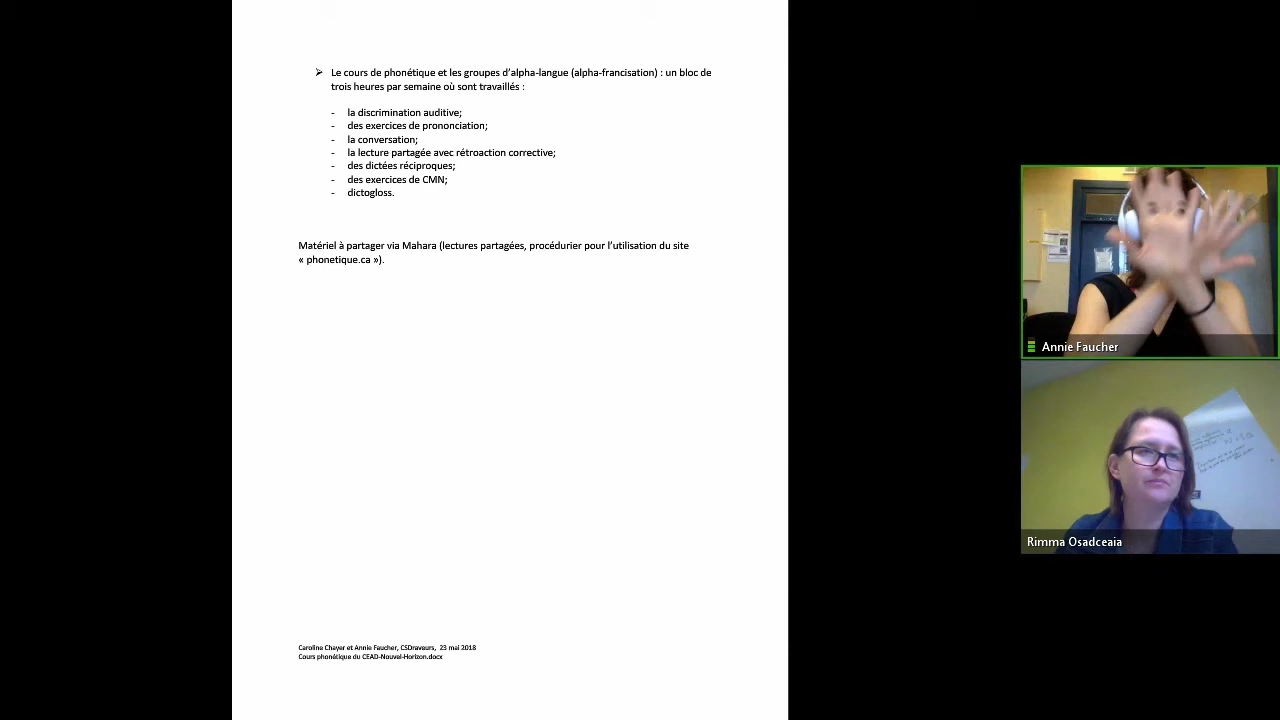 ➢ Le cours de phonétique et les groupes d'alpha-langue (alpha-francisation) : un bloc de
trois heures par semaine où sont travaillés :
- la discrimination auditive;
- des exercices de prononciation;
- la conversation;
- la lecture partagée avec rétroaction corrective;
- des dictées réciproques;
- des exercices de CMN;
- dictogloss.
Matériel à partager via Mahara (lectures partagées, procédurier pour l'utilisation du site
« phonetique.ca »).
Caroline Chayer et Annie Faucher, CSDraveurs, 23 mai 2018
Cours phonétique du CEAD-Nouvel-Horizon.docx
Annie Faucher
Rimma Osadceaia